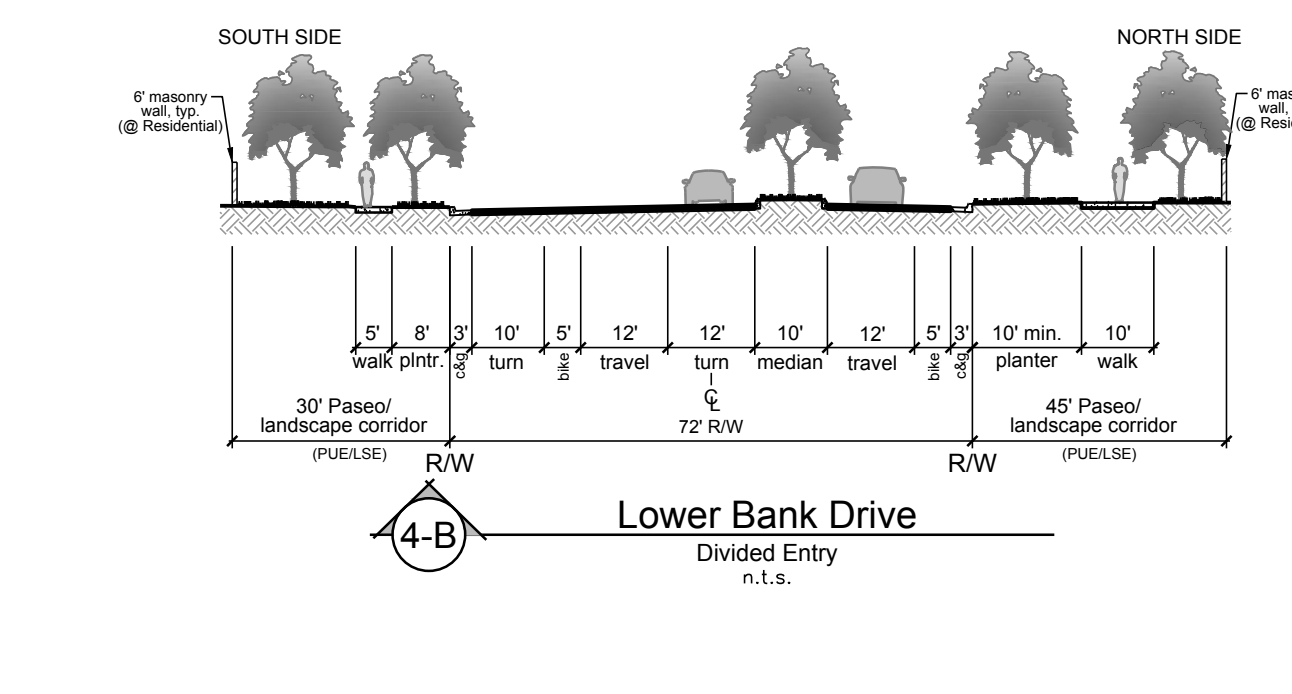 SOUTH SIDE
NORTH SIDE
6' masonry
wall, typ.
(@ Residential)
6'
wall,
(@
5' 8' 3' 10' 5' 12' 12' 10' 12' 5' 3' 10' min. 10'
walk plntr. c&g turn bike travel turn median travel bike c&g planter walk
℄
30' Paseo/
landscape corridor
(PUE/LSE)
72' R/W
45' Paseo/
landscape corridor
(PUE/LSE)
R/W
R/W
4-B
Lower Bank Drive
Divided Entry
n.t.s.